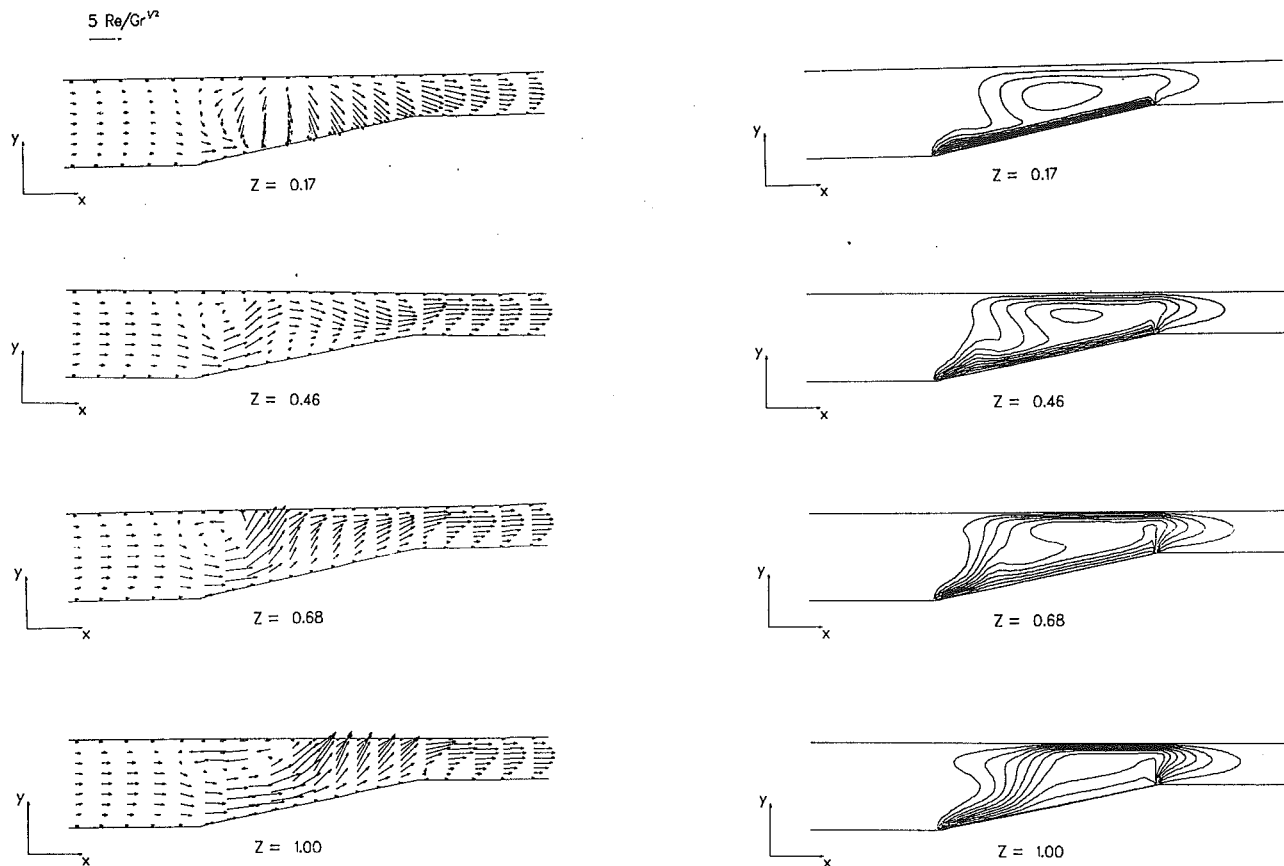 5 Re/Gr^1/2
y
x
Z = 0.17
y
x
Z = 0.17
y
x
Z = 0.46
y
x
Z = 0.46
y
x
Z = 0.68
y
x
Z = 0.68
y
x
Z = 1.00
y
x
Z = 1.00